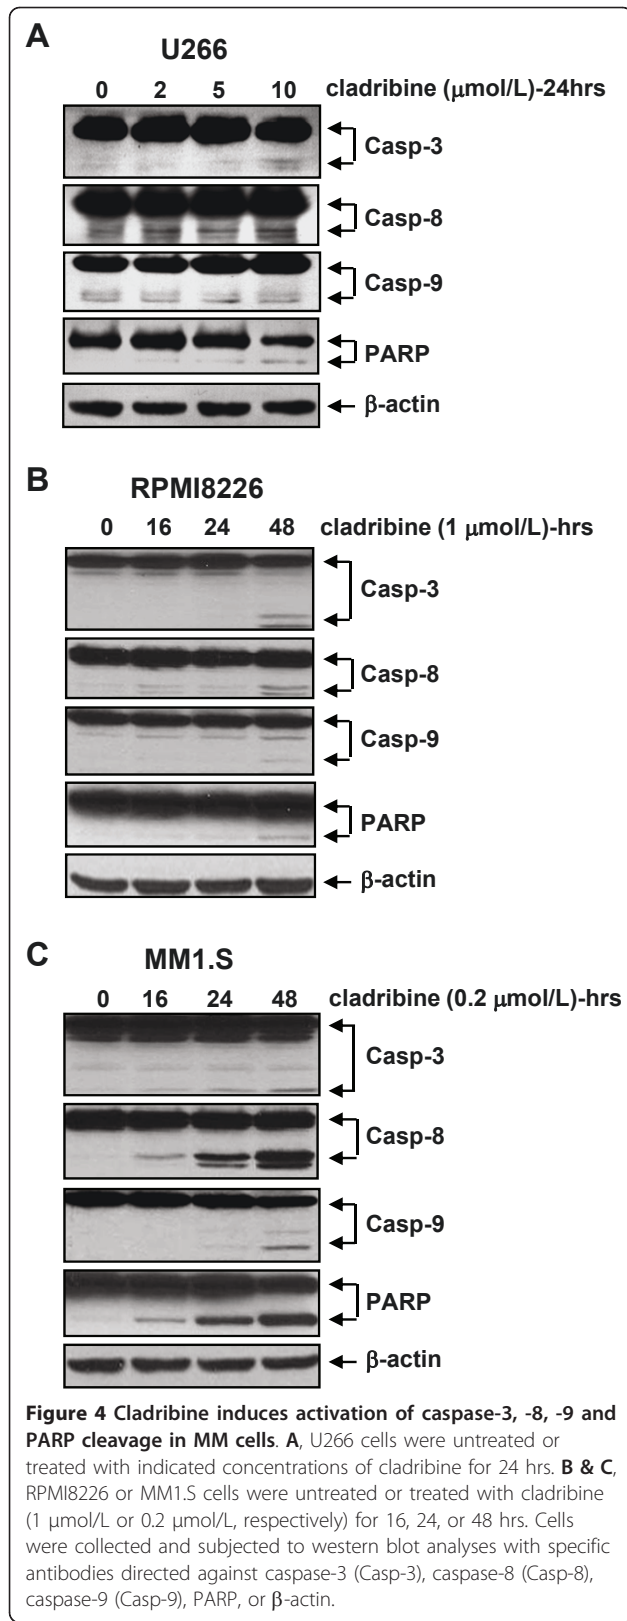 A
U266
0 2 5 10 cladribine (μmol/L)-24hrs
Casp-3
Casp-8
Casp-9
PARP
β-actin
B
RPMI8226
0 16 24 48 cladribine (1 μmol/L)-hrs
Casp-3
Casp-8
Casp-9
PARP
β-actin
C
MM1.S
0 16 24 48 cladribine (0.2 μmol/L)-hrs
Casp-3
Casp-8
Casp-9
PARP
β-actin
Figure 4 Cladribine induces activation of caspase-3, -8, -9 and
PARP cleavage in MM cells. A, U266 cells were untreated or
treated with indicated concentrations of cladribine for 24 hrs. B & C,
RPMI8226 or MM1.S cells were untreated or treated with cladribine
(1 μmol/L or 0.2 μmol/L, respectively) for 16, 24, or 48 hrs. Cells
were collected and subjected to western blot analyses with specific
antibodies directed against caspase-3 (Casp-3), caspase-8 (Casp-8),
caspase-9 (Casp-9), PARP, or β-actin.